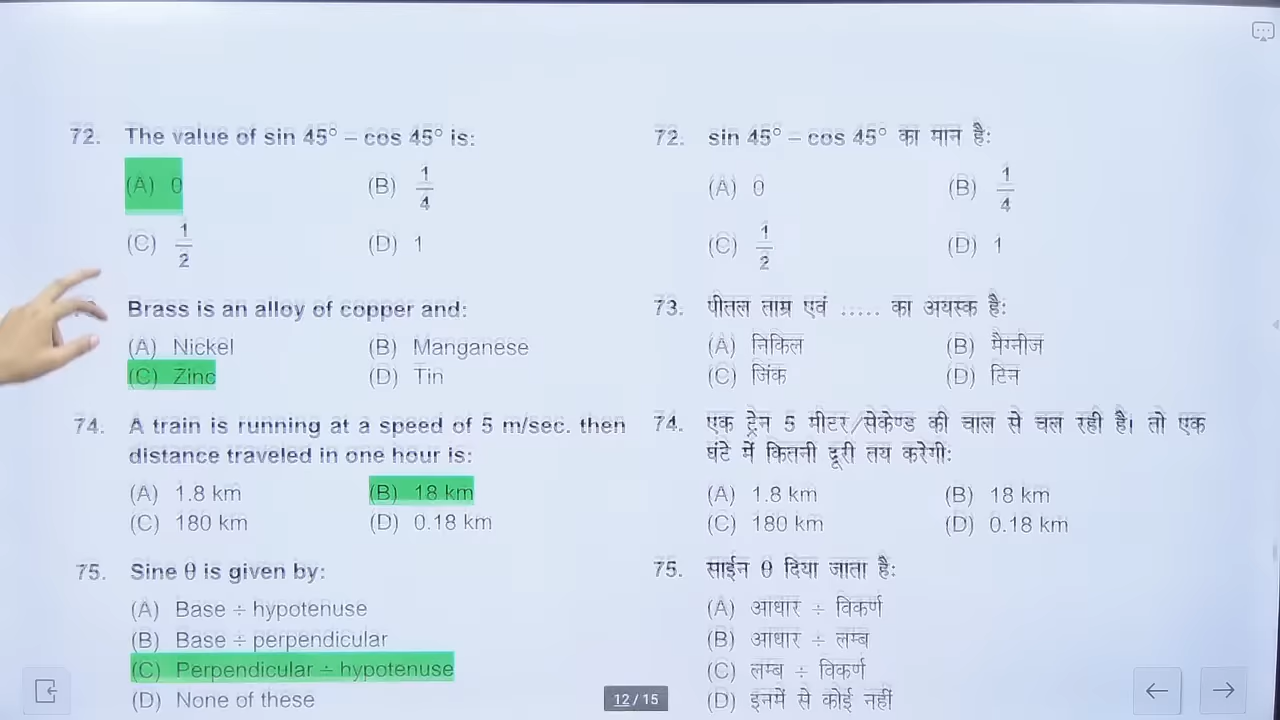 72. The value of sin 45° – cos 45° is:
(A) 0 (B) 1/4
(C) 1/2 (D) 1
Brass is an alloy of copper and:
(A) Nickel (B) Manganese
(C) Zinc (D) Tin
74. A train is running at a speed of 5 m/sec. then
distance traveled in one hour is:
(A) 1.8 km (B) 18 km
(C) 180 km (D) 0.18 km
75. Sine θ is given by:
(A) Base ÷ hypotenuse
(B) Base ÷ perpendicular
(C) Perpendicular ÷ hypotenuse
(D) None of these
72. sin 45° – cos 45° का मान है:
(A) 0 (B) 1/4
(C) 1/2 (D) 1
73. पीतल ताम्र एवं ..... का अयस्क है:
(A) निकिल (B) मैग्नीज
(C) जिंक (D) टिन
74. एक ट्रेन 5 मीटर/सेकेण्ड की चाल से चल रही है। तो एक
घंटे में कितनी दूरी तय करेगी:
(A) 1.8 km (B) 18 km
(C) 180 km (D) 0.18 km
75. साईन θ दिया जाता है:
(A) आधार ÷ विकर्ण
(B) आधार ÷ लम्ब
(C) लम्ब ÷ विकर्ण
(D) इनमें से कोई नहीं
12 / 15